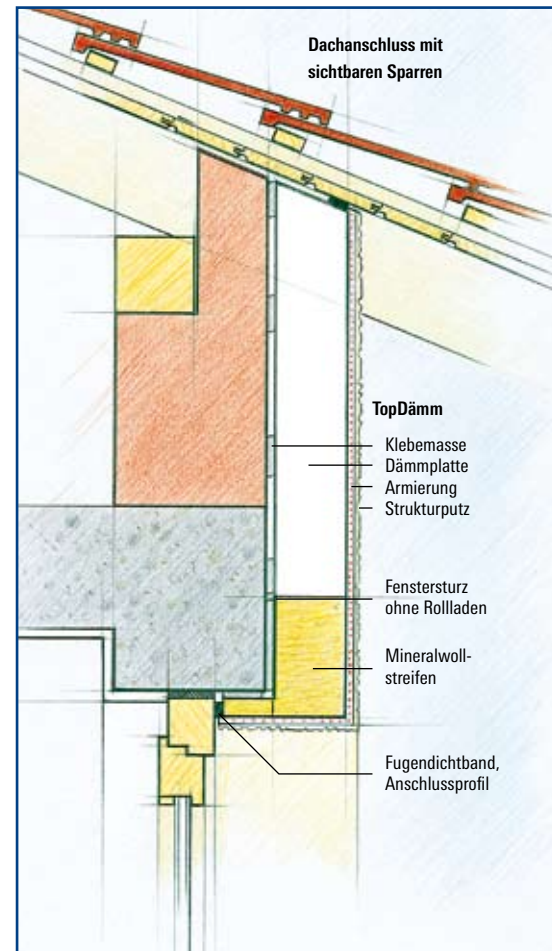 Dachanschluss mit
sichtbaren Sparren
TopDämm
Klebemasse
Dämmplatte
Armierung
Strukturputz
Fenstersturz
ohne Rollladen
Mineralwoll-
streifen
Fugendichtband,
Anschlussprofil